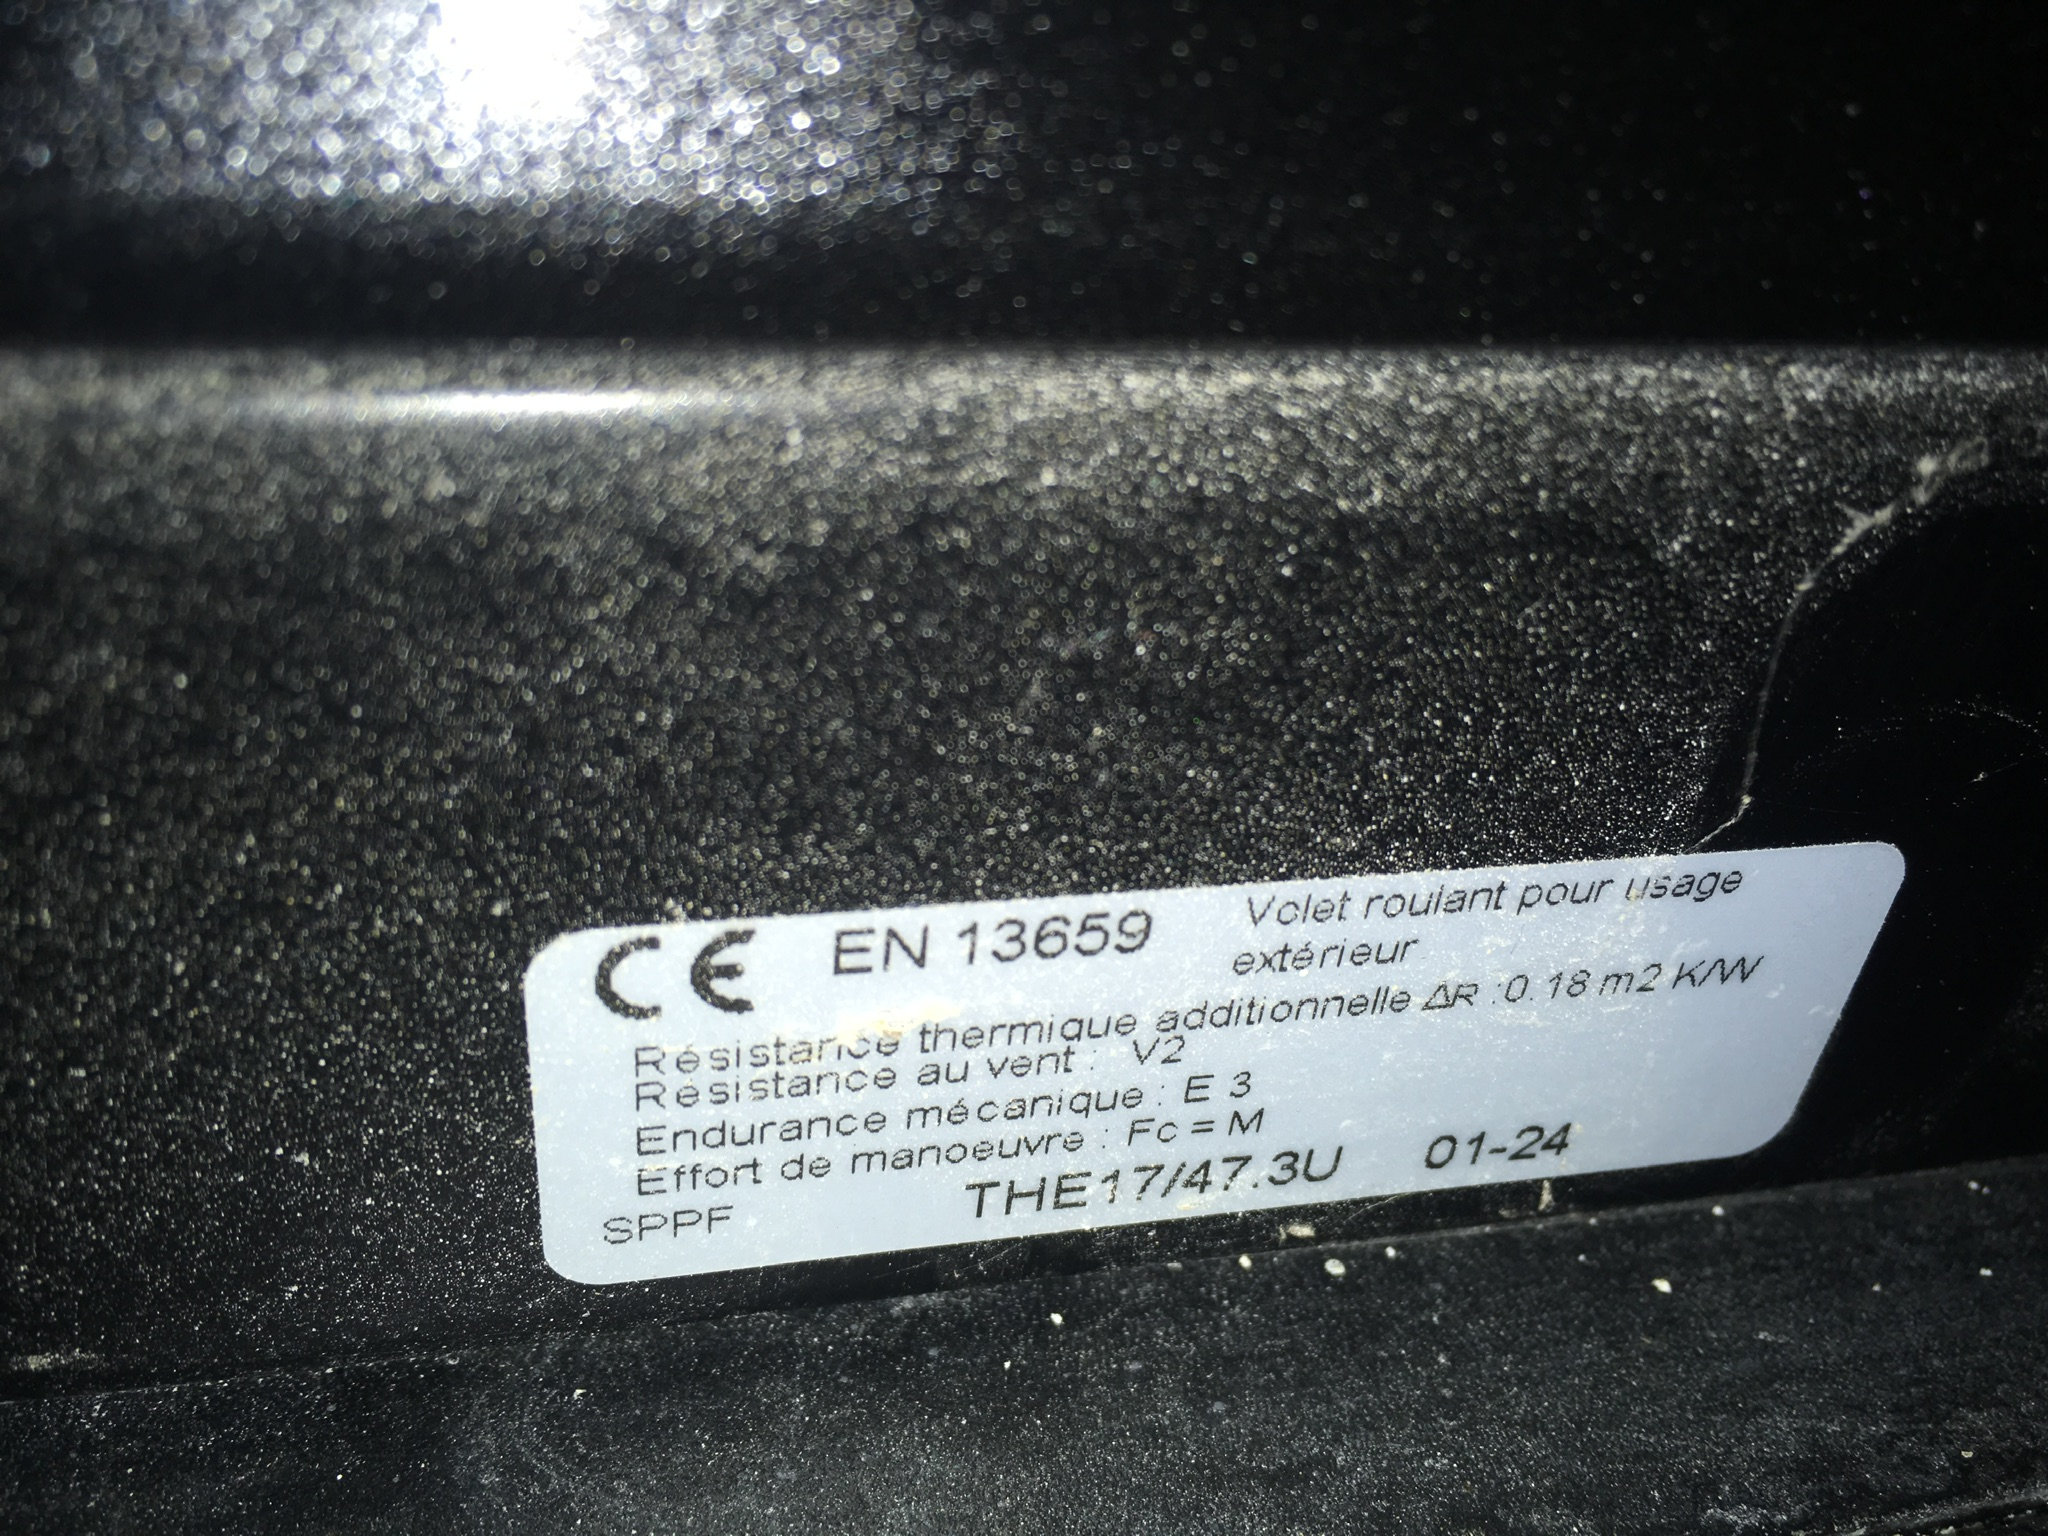 CE EN 13659 Volet roulant pour usage
extérieur
Résistance thermique additionnelle ΔR :0.18 m2 K/W
Résistance au vent : V2
Endurance mécanique : E 3
Effort de manoeuvre : Fc = M
SPPF THE17/47.3U 01-24